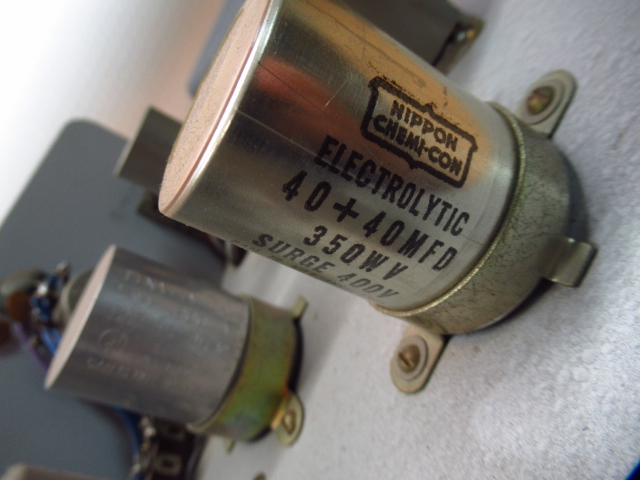 NIPPON
CHEMI-CON
ELECTROLYTIC
40+40MFD
350WV
SURGE 400V